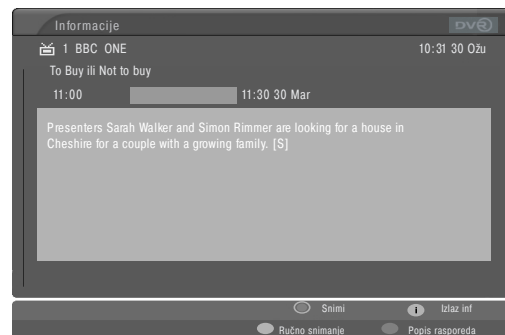 Informacije DVR
1 BBC ONE 10:31 30 Ožu
To Buy ili Not to buy
11:00 11:30 30 Mar
Presenters Sarah Walker and Simon Rimmer are looking for a house in
Cheshire for a couple with a growing family. [S]
Snimi i Izlaz inf
Ručno snimanje Popis rasporeda